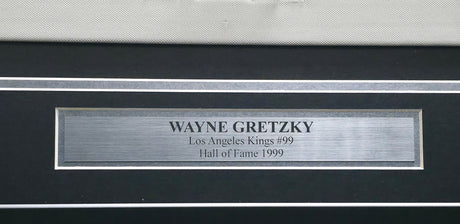 WAYNE GRETZKY
Los Angeles Kings #99
Hall of Fame 1999